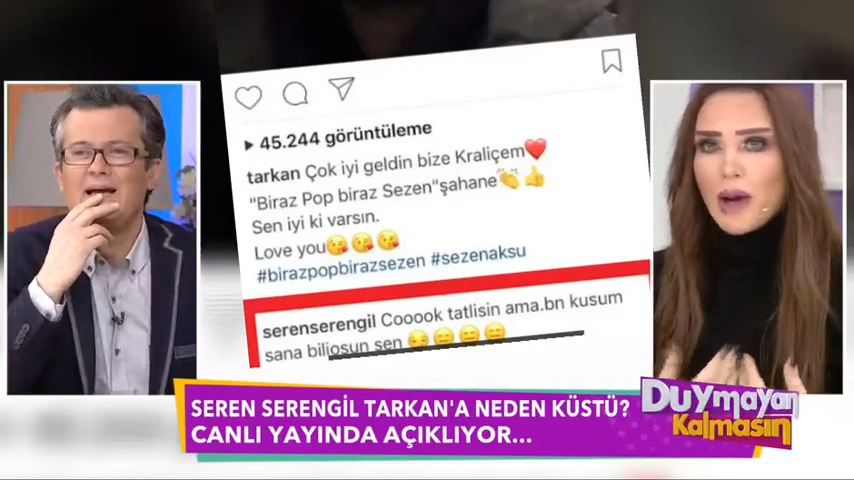 45.244 görüntüleme
tarkan Çok iyi geldin bize Kraliçem❤️
"Biraz Pop biraz Sezen"şahane👏👍
Sen iyi ki varsın.
Love you😘😘😘
#birazpopbirazsezen #sezenaksu
serenserengil Cooook tatlisin ama.bn kusum
sana biliosun sen 😏😑😑😑
SEREN SERENGİL TARKAN'A NEDEN KÜSTÜ?
CANLI YAYINDA AÇIKLIYOR...
Duymayan
Kalmasın